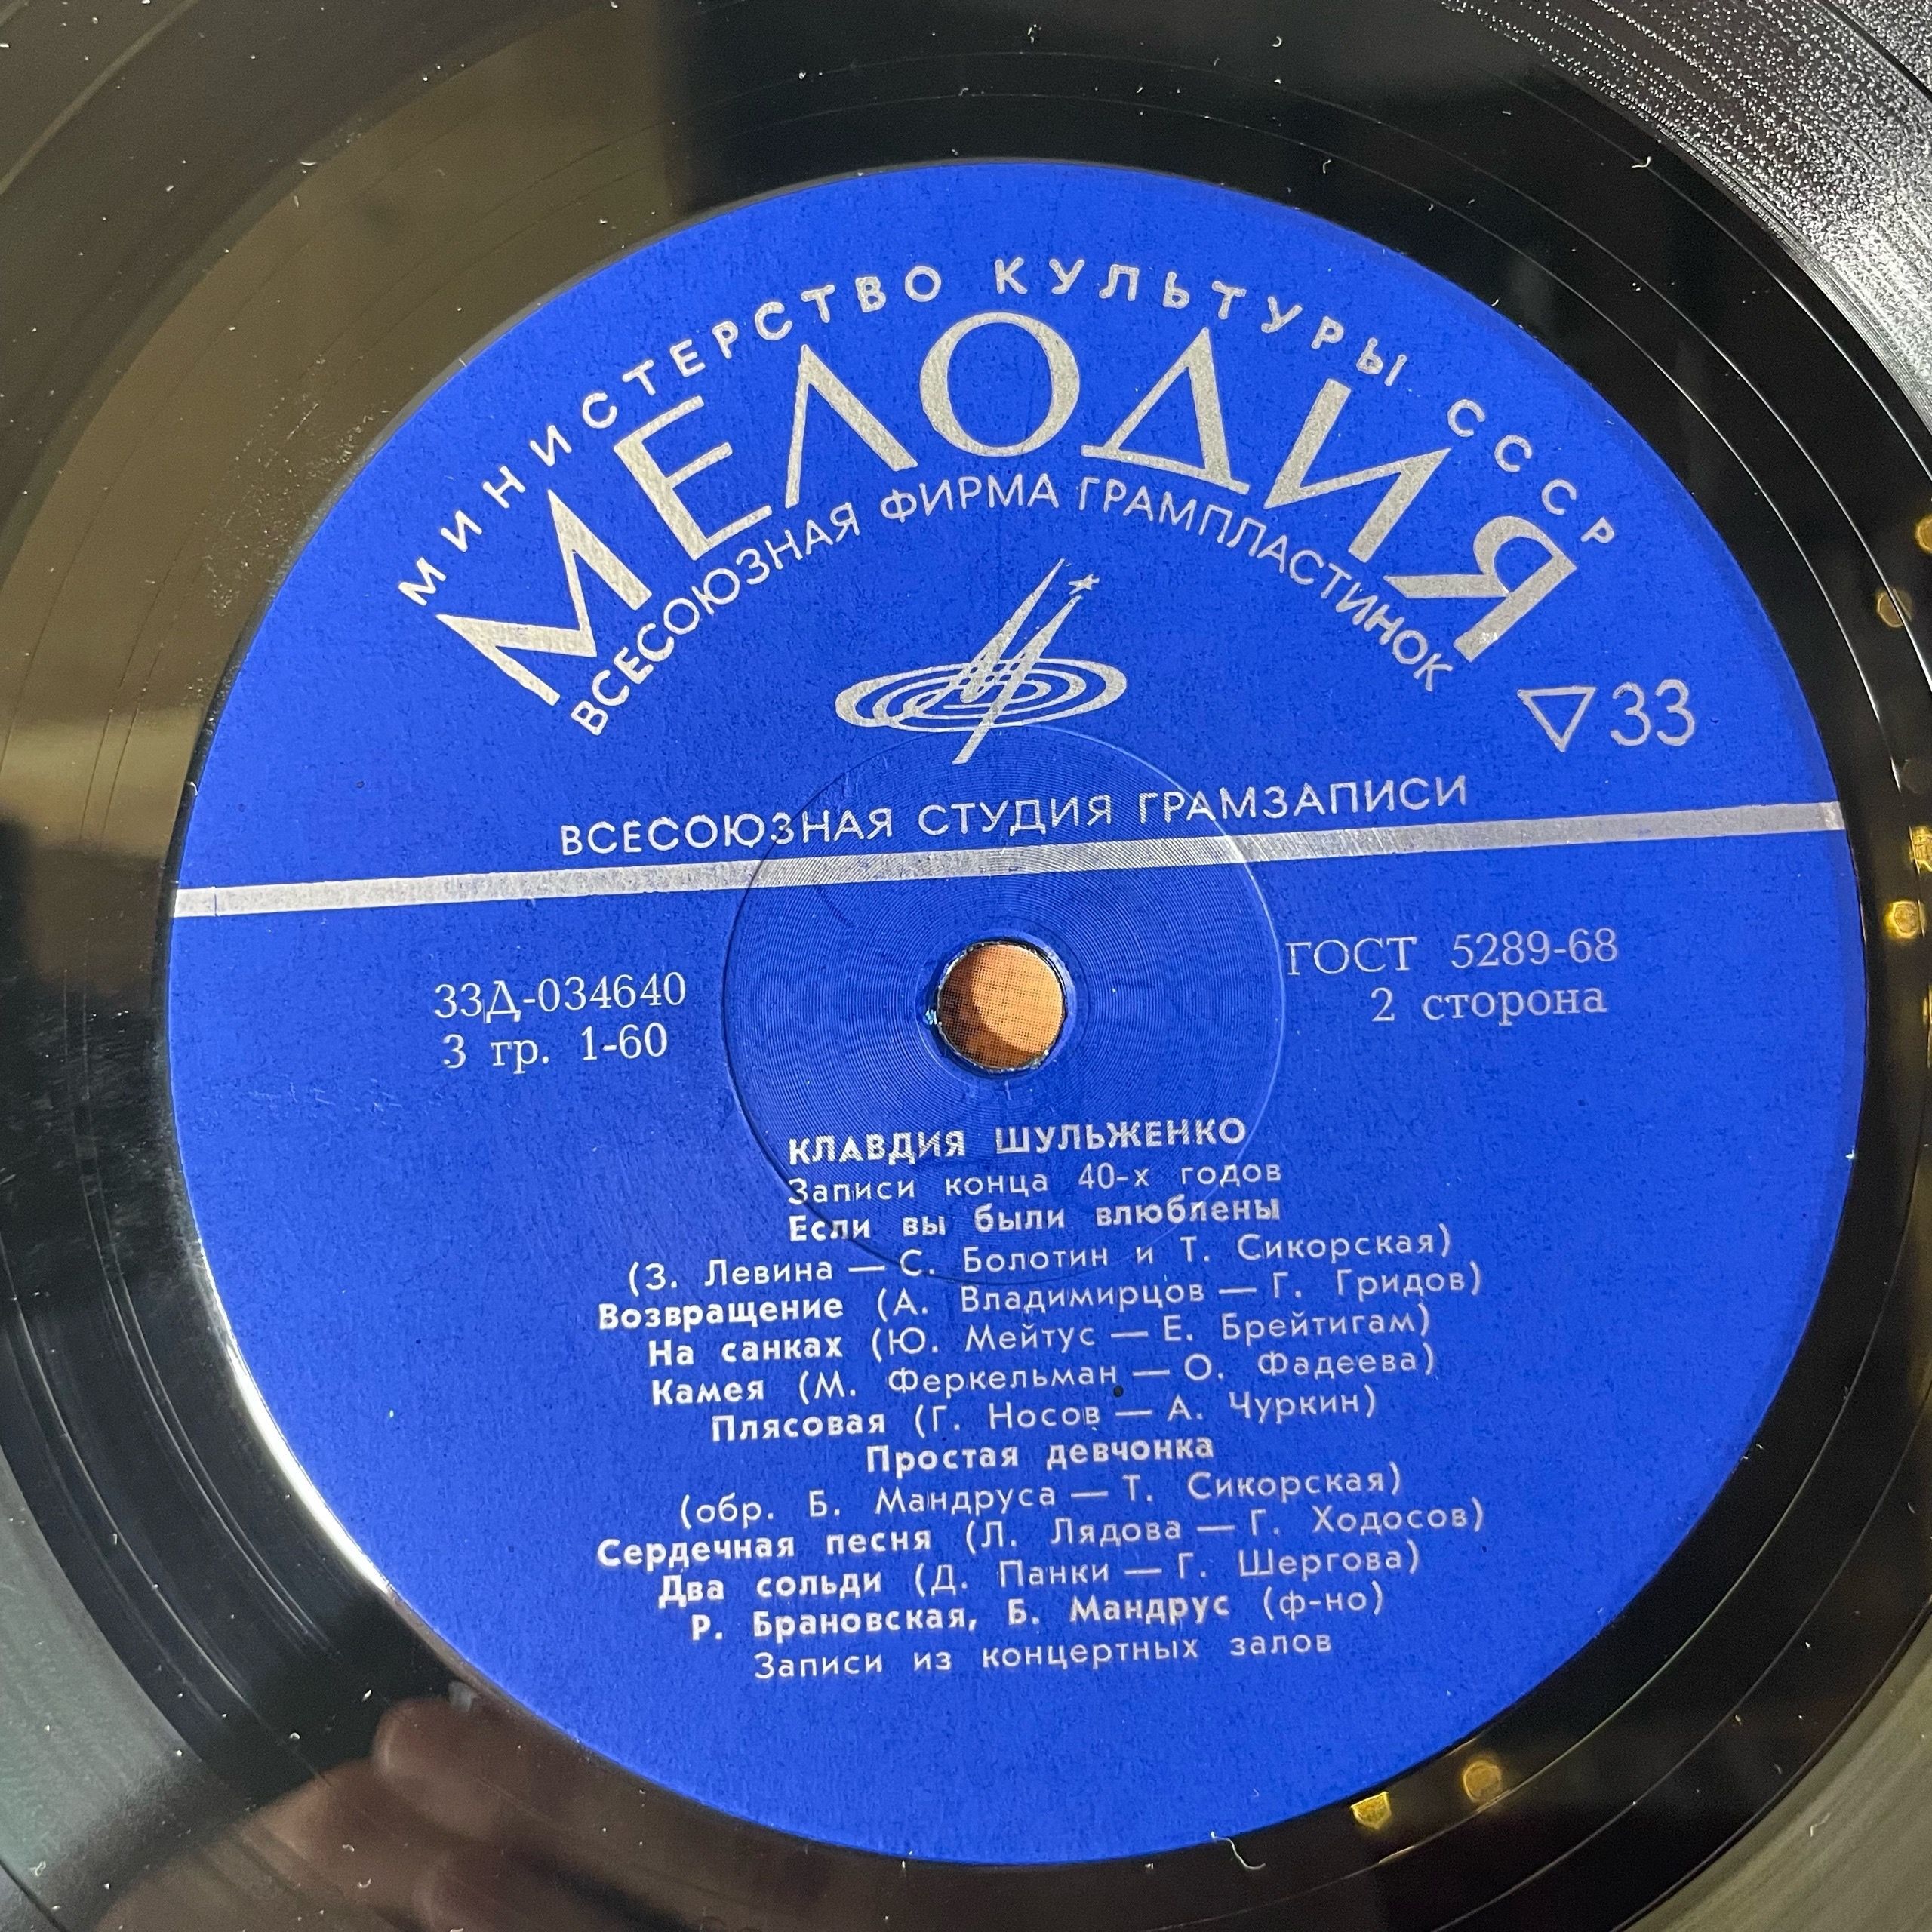 МИНИСТЕРСТВО КУЛЬТУРЫ СССР
МЕЛОДИЯ
ВСЕСОЮЗНАЯ ФИРМА ГРАМПЛАСТИНОК
33
ВСЕСОЮЗНАЯ СТУДИЯ ГРАМЗАПИСИ
33Д-034640
3 гр. 1-60
ГОСТ 5289-68
2 сторона
КЛАВДИЯ ШУЛЬЖЕНКО
Записи конца 40-х годов
Если вы были влюблены
(З. Левина — С. Болотин и Т. Сикорская)
Возвращение (А. Владимирцов — Г. Гридов)
На санках (Ю. Мейтус — Е. Брейтигам)
Камея (М. Феркельман — О. Фадеева)
Плясовая (Г. Носов — А. Чуркин)
Простая девчонка
(обр. Б. Мандруса — Т. Сикорская)
Сердечная песня (Л. Лядова — Г. Ходосов)
Два сольди (Д. Панки — Г. Шергова)
Р. Брановская, Б. Мандрус (ф-но)
Записи из концертных залов